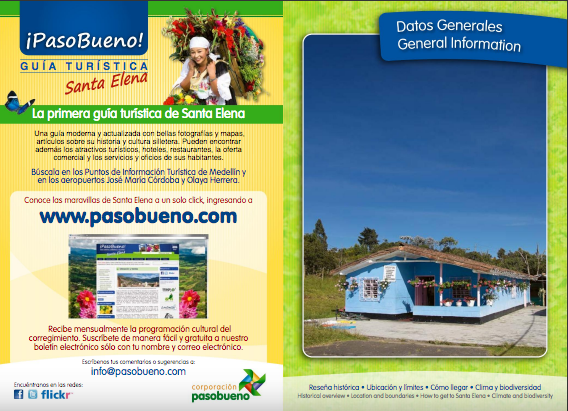 ¡PasoBueno!
GUÍA TURÍSTICA
Santa Elena
La primera guía turística de Santa Elena
Una guía moderna y actualizada con bellas fotografías y mapas,
artículos sobre su historia y cultura silletera. Pueden encontrar
además los atractivos turísticos, hoteles, restaurantes, la oferta
comercial y los servicios y oficios de sus habitantes.
Búscala en los Puntos de Información Turística de Medellín y
en los aeropuertos José María Córdoba y Olaya Herrera.
Conoce las maravillas de Santa Elena a un solo click, ingresando a
www.pasobueno.com
¡PasoBueno!
Recibe mensualmente la programación cultural del
corregimiento. Suscríbete de manera fácil y gratuita a nuestro
boletín electrónico sólo con tu nombre y correo electrónico.
Escríbenos tus comentarios o sugerencias a:
info@pasobueno.com
Encuéntranos en las redes:
flickr
corporación
pasobueno
Datos Generales
General Information
Reseña histórica • Ubicación y límites • Cómo llegar • Clima y biodiversidad
Historical overview • Location and boundaries • How to get to Santa Elena • Climate and biodiversity